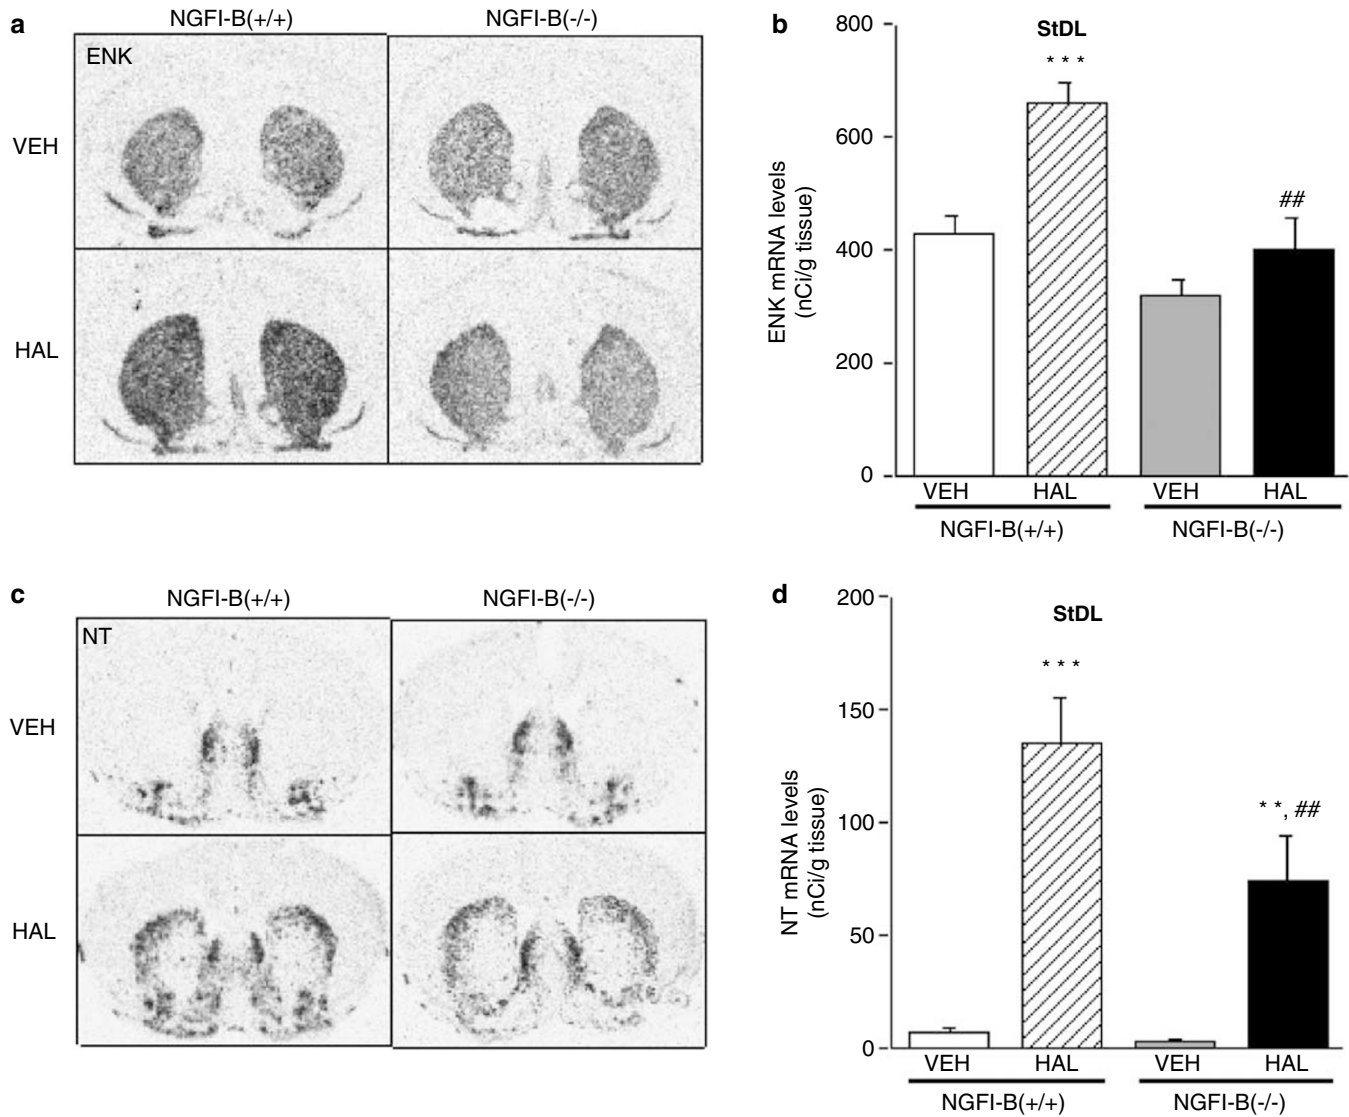 a
NGFI-B(+/+)
NGFI-B(-/-)
ENK
VEH
HAL
b
StDL
* * *
##
800
600
400
200
0
ENK mRNA levels
(nCi/g tissue)
VEH HAL VEH HAL
NGFI-B(+/+) NGFI-B(-/-)
c
NGFI-B(+/+)
NGFI-B(-/-)
NT
VEH
HAL
d
StDL
* * *
* *, ##
200
150
100
50
0
NT mRNA levels
(nCi/g tissue)
VEH HAL VEH HAL
NGFI-B(+/+) NGFI-B(-/-)